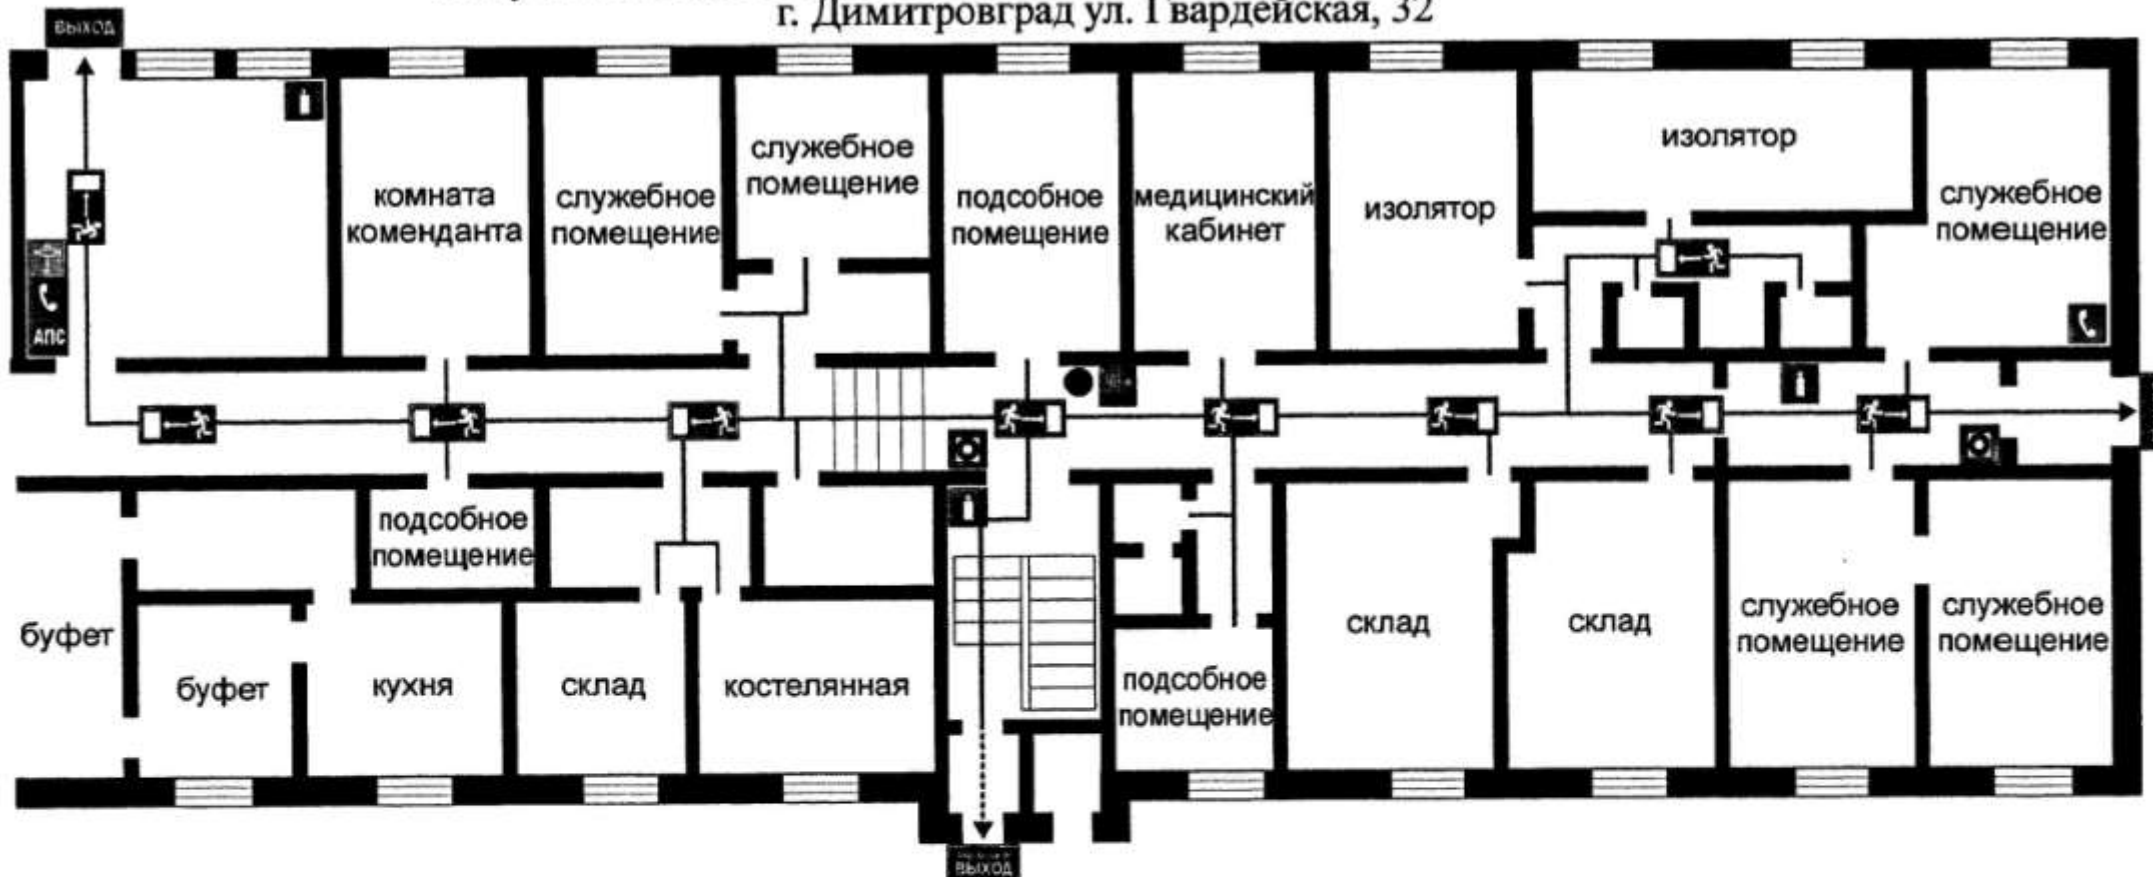 г. Димитровград ул. Гвардейская, 32
ВЫХОД
комната
коменданта
служебное
помещение
служебное
помещение
подсобное
помещение
медицинский
кабинет
изолятор
изолятор
служебное
помещение
АПС
подсобное
помещение
буфет
буфет
кухня
склад
костелянная
подсобное
помещение
склад
склад
служебное
помещение
служебное
помещение
ВЫХОД